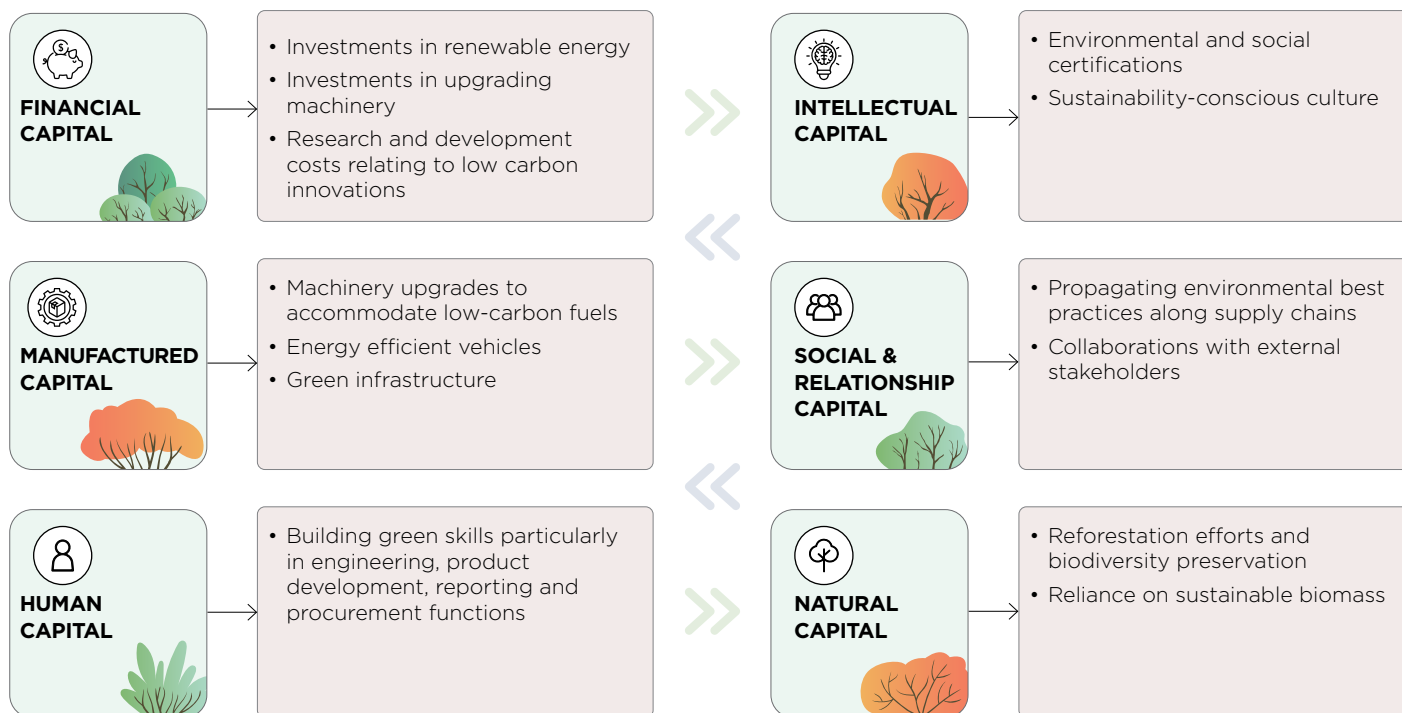 FINANCIAL
CAPITAL
• Investments in renewable energy
• Investments in upgrading
machinery
• Research and development
costs relating to low carbon
innovations
INTELLECTUAL
CAPITAL
• Environmental and social
certifications
• Sustainability-conscious culture
MANUFACTURED
CAPITAL
• Machinery upgrades to
accommodate low-carbon fuels
• Energy efficient vehicles
• Green infrastructure
SOCIAL &
RELATIONSHIP
CAPITAL
• Propagating environmental best
practices along supply chains
• Collaborations with external
stakeholders
HUMAN
CAPITAL
• Building green skills particularly
in engineering, product
development, reporting and
procurement functions
NATURAL
CAPITAL
• Reforestation efforts and
biodiversity preservation
• Reliance on sustainable biomass